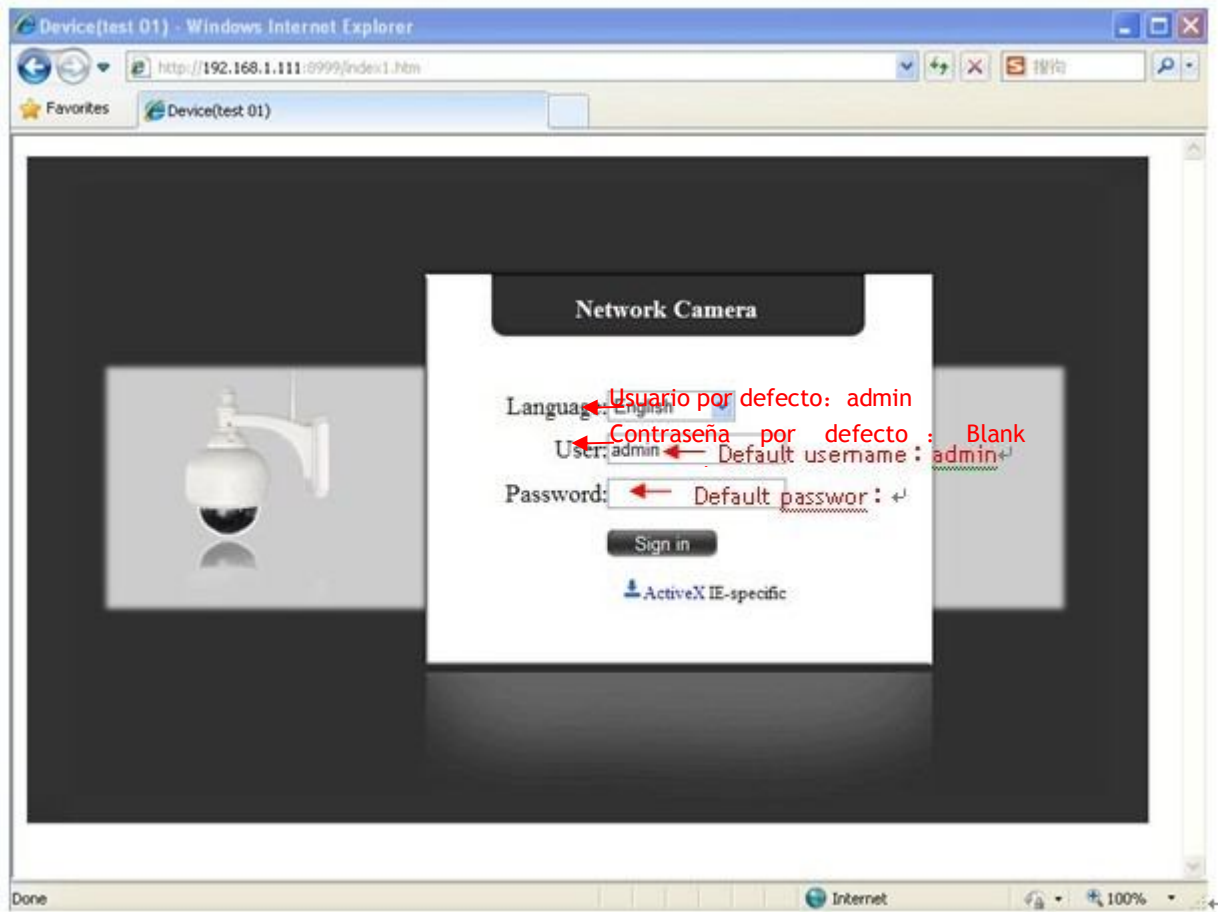 Device(test 01) - Windows Internet Explorer
http://192.168.1.111:8999/index1.htm
搜狗
Favorites
Device(test 01)
Network Camera
Usuario por defecto: admin
Language: English
Contraseña por defecto : Blank
User: admin
Default username: admin
Password:
Default passwor:
Sign in
ActiveX IE-specific
Done
Internet
100%